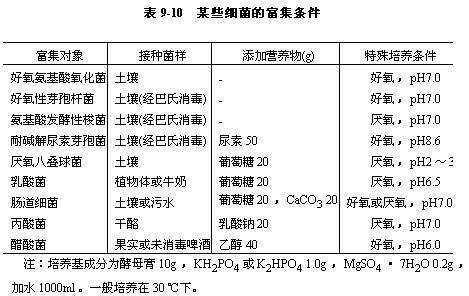 表 9-10 某些细菌的富集条件
富集对象 接种菌样 添加营养物(g) 特殊培养条件
好氧氨基酸氧化菌 土壤 - 好氧，pH7.0
好氧性芽孢杆菌 土壤(经巴氏消毒) - 好氧，pH7.0
氨基酸发酵性梭菌 土壤(经巴氏消毒) - 厌氧，pH7.0
耐碱解尿素芽孢菌 土壤(经巴氏消毒) 尿素 50 好氧，pH8.6
厌氧八叠球菌 土壤 葡萄糖 20 厌氧，pH2～3
乳酸菌 植物体或牛奶 葡萄糖 20 厌氧，pH6.5
肠道细菌 土壤或污水 葡萄糖 20，CaCO3 20 好氧或厌氧，pH7.0
丙酸菌 干酪 乳酸钠 20 厌氧，pH7.0
醋酸菌 果实或未消毒啤酒 乙醇 40 好氧，pH6.0
注：培养基成分为酵母膏 10g，KH2PO4 或 K2HPO4 1.0g，MgSO4·7H2O 0.2g，
加水 1000ml。一般培养在 30℃下。